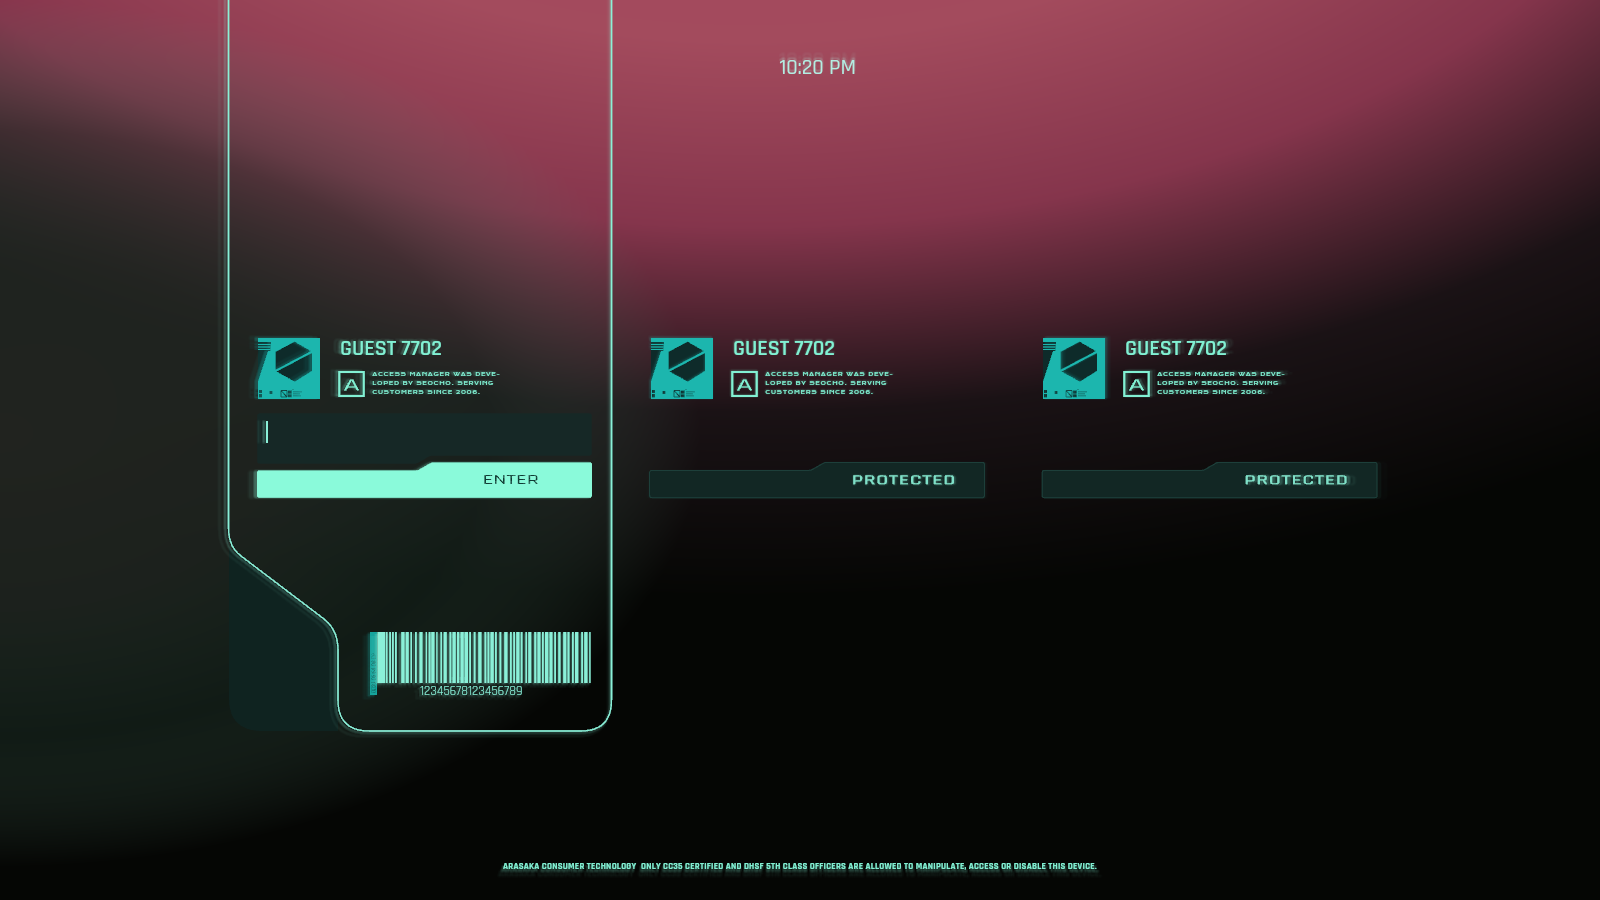 10:20 PM
GUEST 7702
A
ACCESS MANAGER WAS DEVE-
LOPED BY SEOCHO. SERVING
CUSTOMERS SINCE 2006.
ENTER
12345678123456789
GUEST 7702
A
ACCESS MANAGER WAS DEVE-
LOPED BY SEOCHO. SERVING
CUSTOMERS SINCE 2006.
PROTECTED
GUEST 7702
A
ACCESS MANAGER WAS DEVE-
LOPED BY SEOCHO. SERVING
CUSTOMERS SINCE 2006.
PROTECTED
ARASAKA CONSUMER TECHNOLOGY  ONLY CC35 CERTIFIED AND DHSF 5TH CLASS OFFICERS ARE ALLOWED TO MANIPULATE, ACCESS OR DISABLE THIS DEVICE.